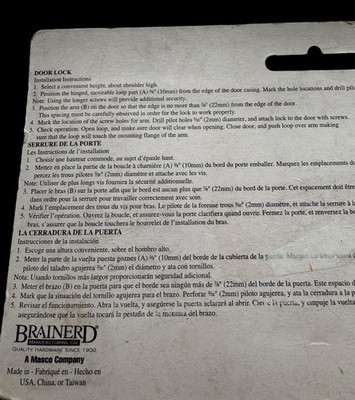 DOOR LOCK
Installation Instructions
1. Select a convenient height, about shoulder high.
2. Position the hinged, moveable loop part (A) ⅜" (10mm) from the edge of the door casing. Mark the hole locations and drill pilo
Note: Using the longer screws will provide additional security.
3. Position the arm (B) on the door so that the edge is no more than ⅞" (22mm) from the edge of the door.
This spacing must be carefully observed in order for the lock to work properly.
4. Mark the location of the screw holes for arm. Drill pilot holes (2mm) diameter, and attach lock to the door with screws.
5. Check operation. Open loop, and make sure door will clear when opening. Close door, and push loop over arm making
sure that the loop will touch the mounting flange of the arm.
SERRURE DE LA PORTE
Les Instructions de l'installation
1. Choisir une hauteur commode, au sujet d'épaule haut.
2. Mettez en place la partie de la boucle à charnière (A) ⅜" (10mm) du bord du porte embarler. Marquez les emplacements de
percez les trous pilotes (2mm) diamètre et attache avec les vis.
Note: Utiliser de plus longs vis fournira la sécurité additionnelle.
3. Placer le bras (B) sur la porte afin que le bord est aucun plus que ⅞" (22mm) du bord de la porte. Cet espacement doit être
dans ordre pour la serrure pour travailler correctement avec soin.
4. Mark l'emplacement des trous du vis pour bras. Le pilote de la foreuse troue (2mm) diamètre, et attache la serrure à la
5. Vérifier l'opération. Ouvrez la boucle, et assurez-vous la porte clarifiera quand ouvrir. Fermez la porte, et renversez la bo
bras, s'assurer que la boucle touchera le bourrelet de l'installation du bras.
LA CERRADURA DE LA PUERTA
Instrucciones de la instalación
1. Escoge una altura conveniente, sobre el hombro alto.
2. Meter la parte de la vuelta puesta goznes (A) ⅜" (10mm) del borde de la cubierta de la puerta. Marque
piloto del taladro agujerea (2mm) el diámetro y ata con tornillos.
Nota: Usando tornillos más largos proporcionarán seguridad adicional.
3. Meter el brazo (B) en la puerta para que el borde sea ningún más de ⅞" (22mm) del borde de la puerta. Este espacio d
4. Mark que la situación del tornillo agujerea para el brazo. Perforne (2mm) piloto agujerea, y ata la cerradura a la p
5. Revisar el funcionamiento. Abra la vuelta, y asegúrese la puerta aclarará al abrir. la puerta, y empuje la vuelta
asegurándose que la vuelta tocará la pestaña de la montura del brazo.
BRAINERD
MANUFACTURING CO.
QUALITY HARDWARE SINCE 1900
A Masco Company
Made in - Fabriqué en - Hecho en
USA, China, or Taiwan